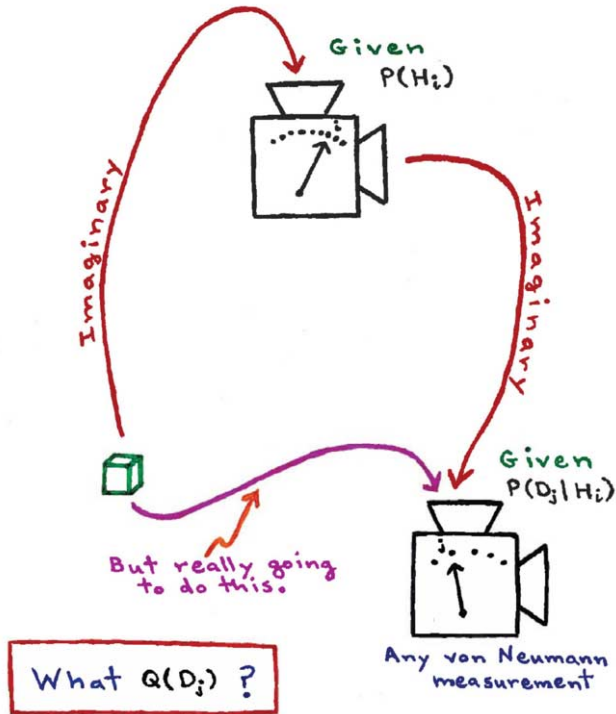 Given
P(Hᵢ)
i
Imaginary
Imaginary
Given
P(Dⱼ|Hᵢ)
j
But really going
to do this.
Any von Neumann
measurement
What Q(Dⱼ) ?